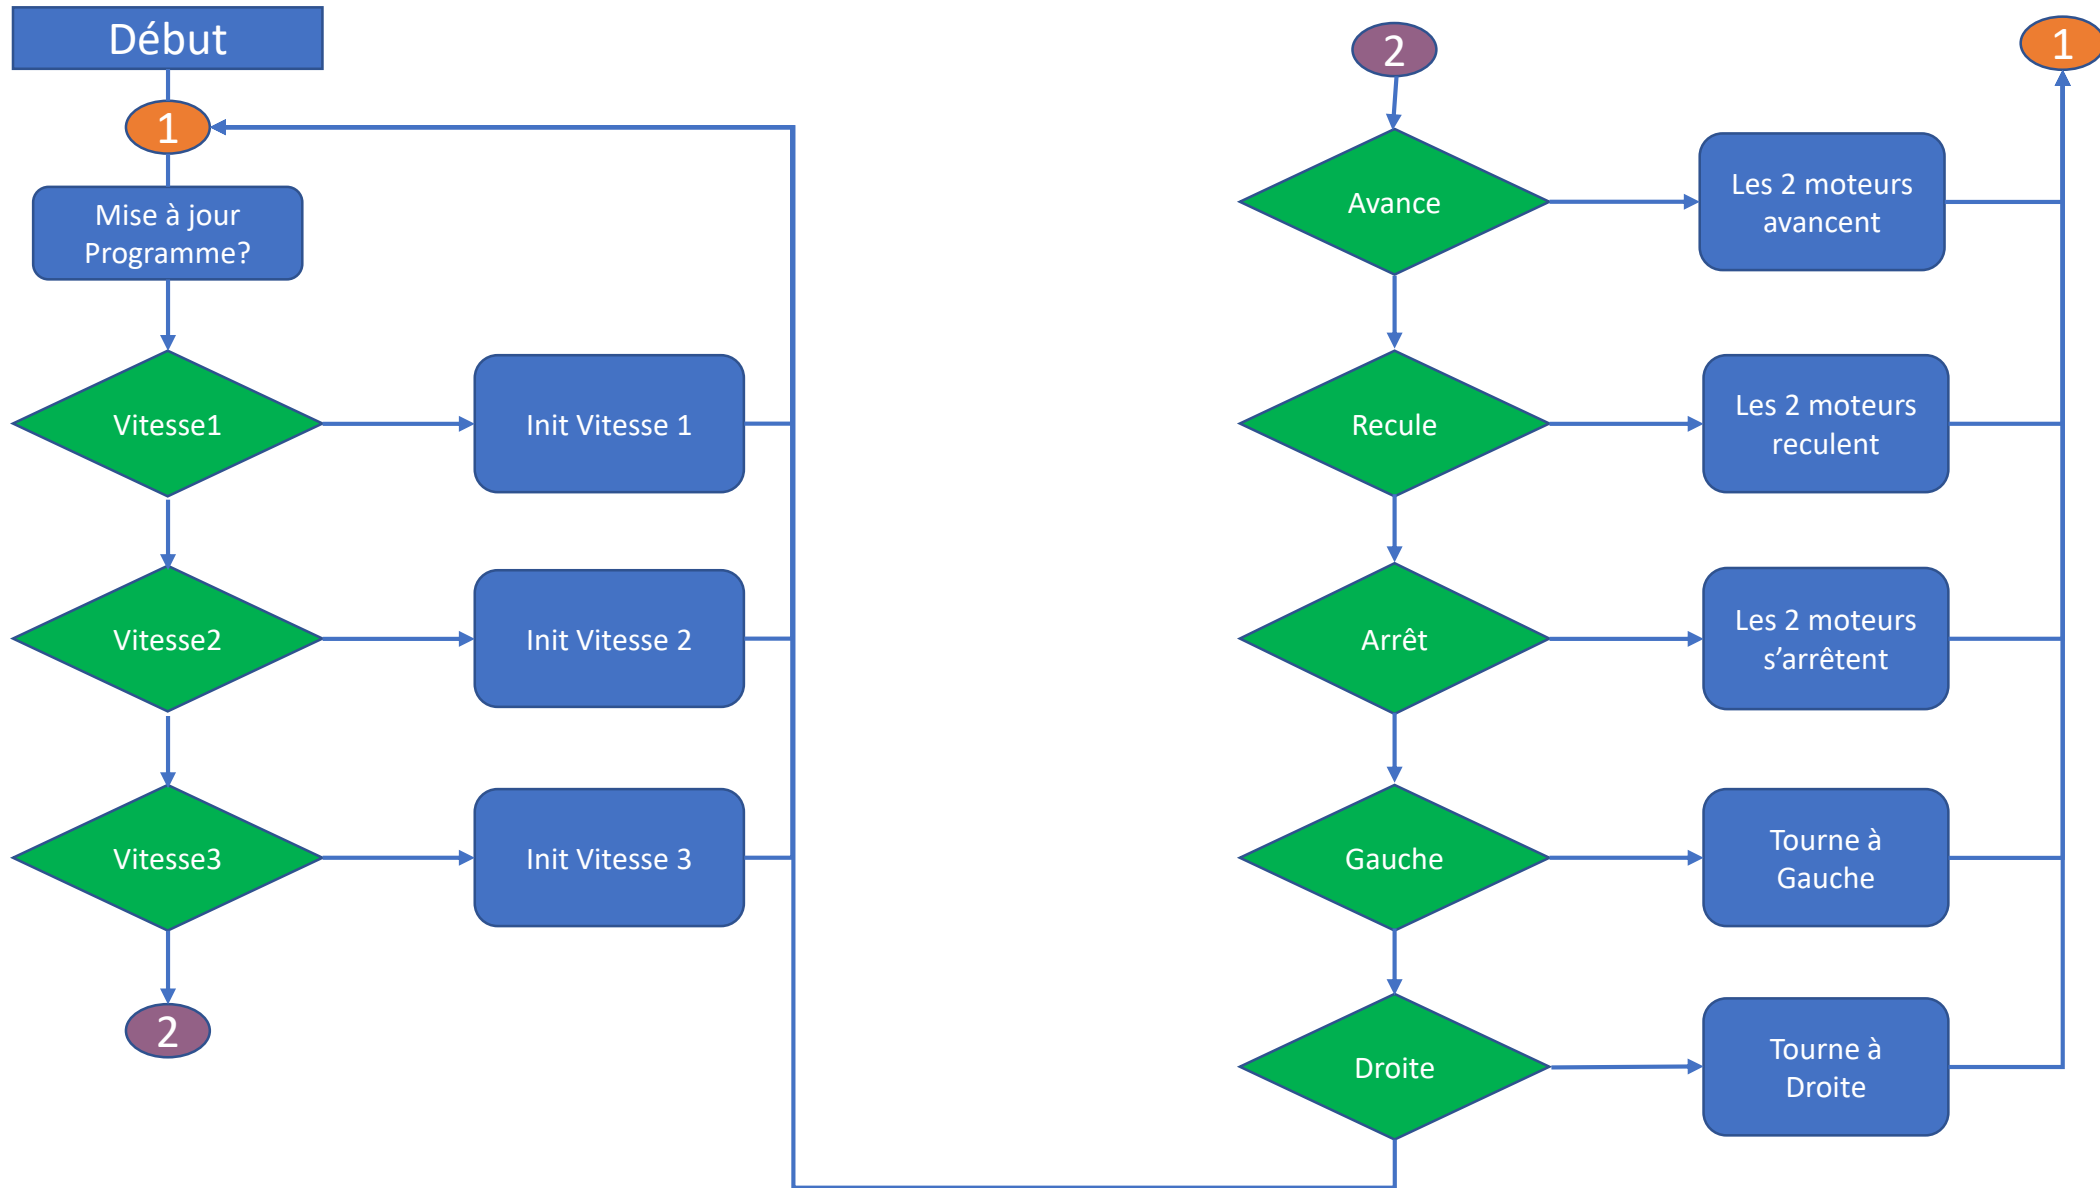 Début
1
Mise à jour
Programme?
Vitesse1
Init Vitesse 1
Vitesse2
Init Vitesse 2
Vitesse3
Init Vitesse 3
2
2
1
Avance
Les 2 moteurs
avancent
Recule
Les 2 moteurs
reculent
Arrêt
Les 2 moteurs
s’arrêtent
Gauche
Tourne à
Gauche
Droite
Tourne à
Droite